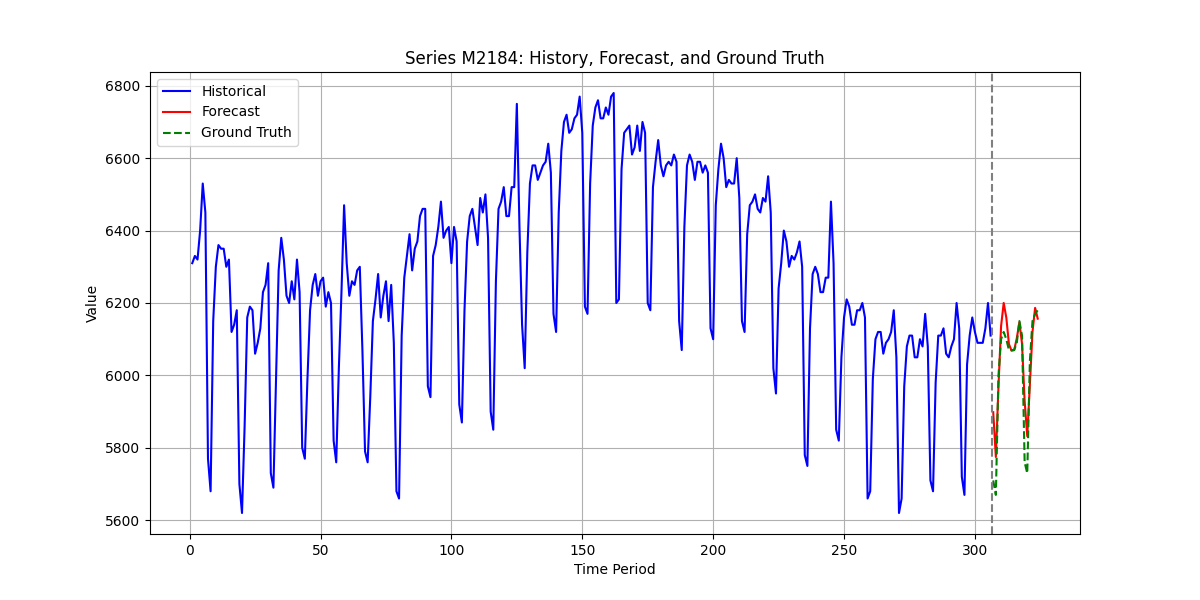 Series M2184: History, Forecast, and Ground Truth
Historical
Forecast
Ground Truth
Value
6800
6600
6400
6200
6000
5800
5600
0 50 100 150 200 250 300
Time Period